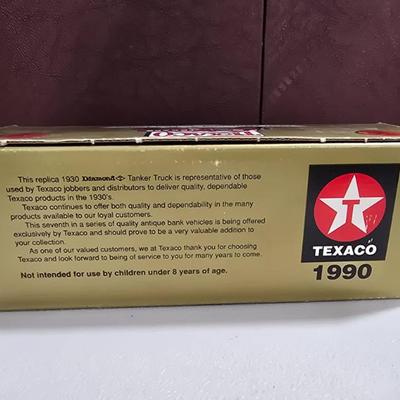 TEXACO
This replica 1930 Diamond T Tanker Truck is representative of those
used by Texaco jobbers and distributors to deliver quality, dependable
Texaco products in the 1930's.
Texaco continues to offer both quality and dependability in the many
products available to our loyal customers.
This seventh in a series of quality antique bank vehicles is being offered
exclusively by Texaco and should prove to be a very valuable addition to
your collection.
As one of our valued customers, we at Texaco thank you for choosing
Texaco and look forward to being of service to you for many years to come.
Not intended for use by children under 8 years of age.
T
TEXACO
1990